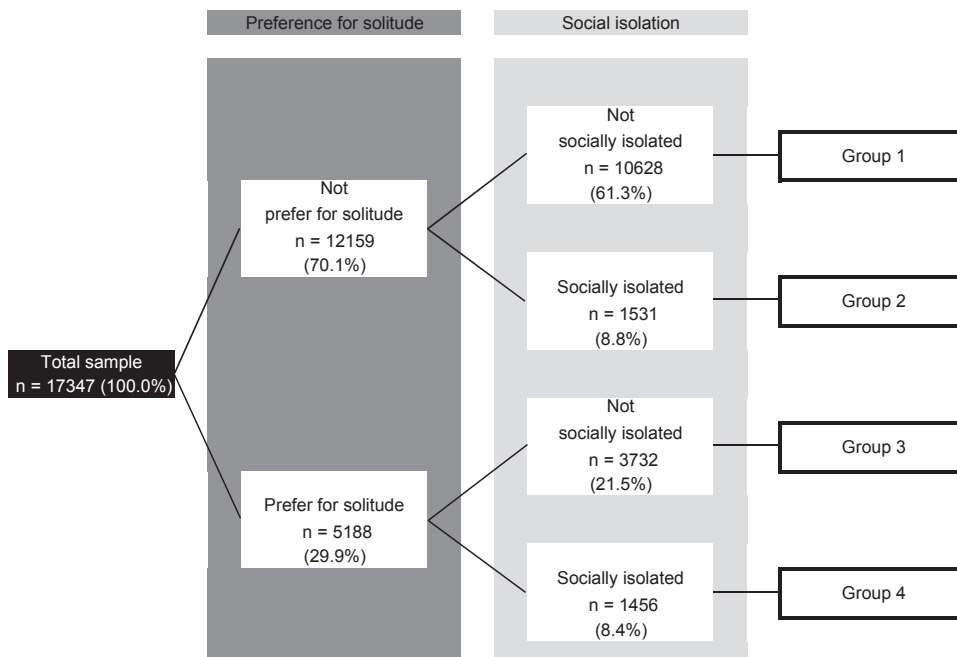 Preference for solitude
Social isolation
Not
socially isolated
n = 10628
(61.3%)
Group 1
Not
prefer for solitude
n = 12159
(70.1%)
Socially isolated
n = 1531
(8.8%)
Group 2
Total sample
n = 17347 (100.0%)
Not
socially isolated
n = 3732
(21.5%)
Group 3
Prefer for solitude
n = 5188
(29.9%)
Socially isolated
n = 1456
(8.4%)
Group 4